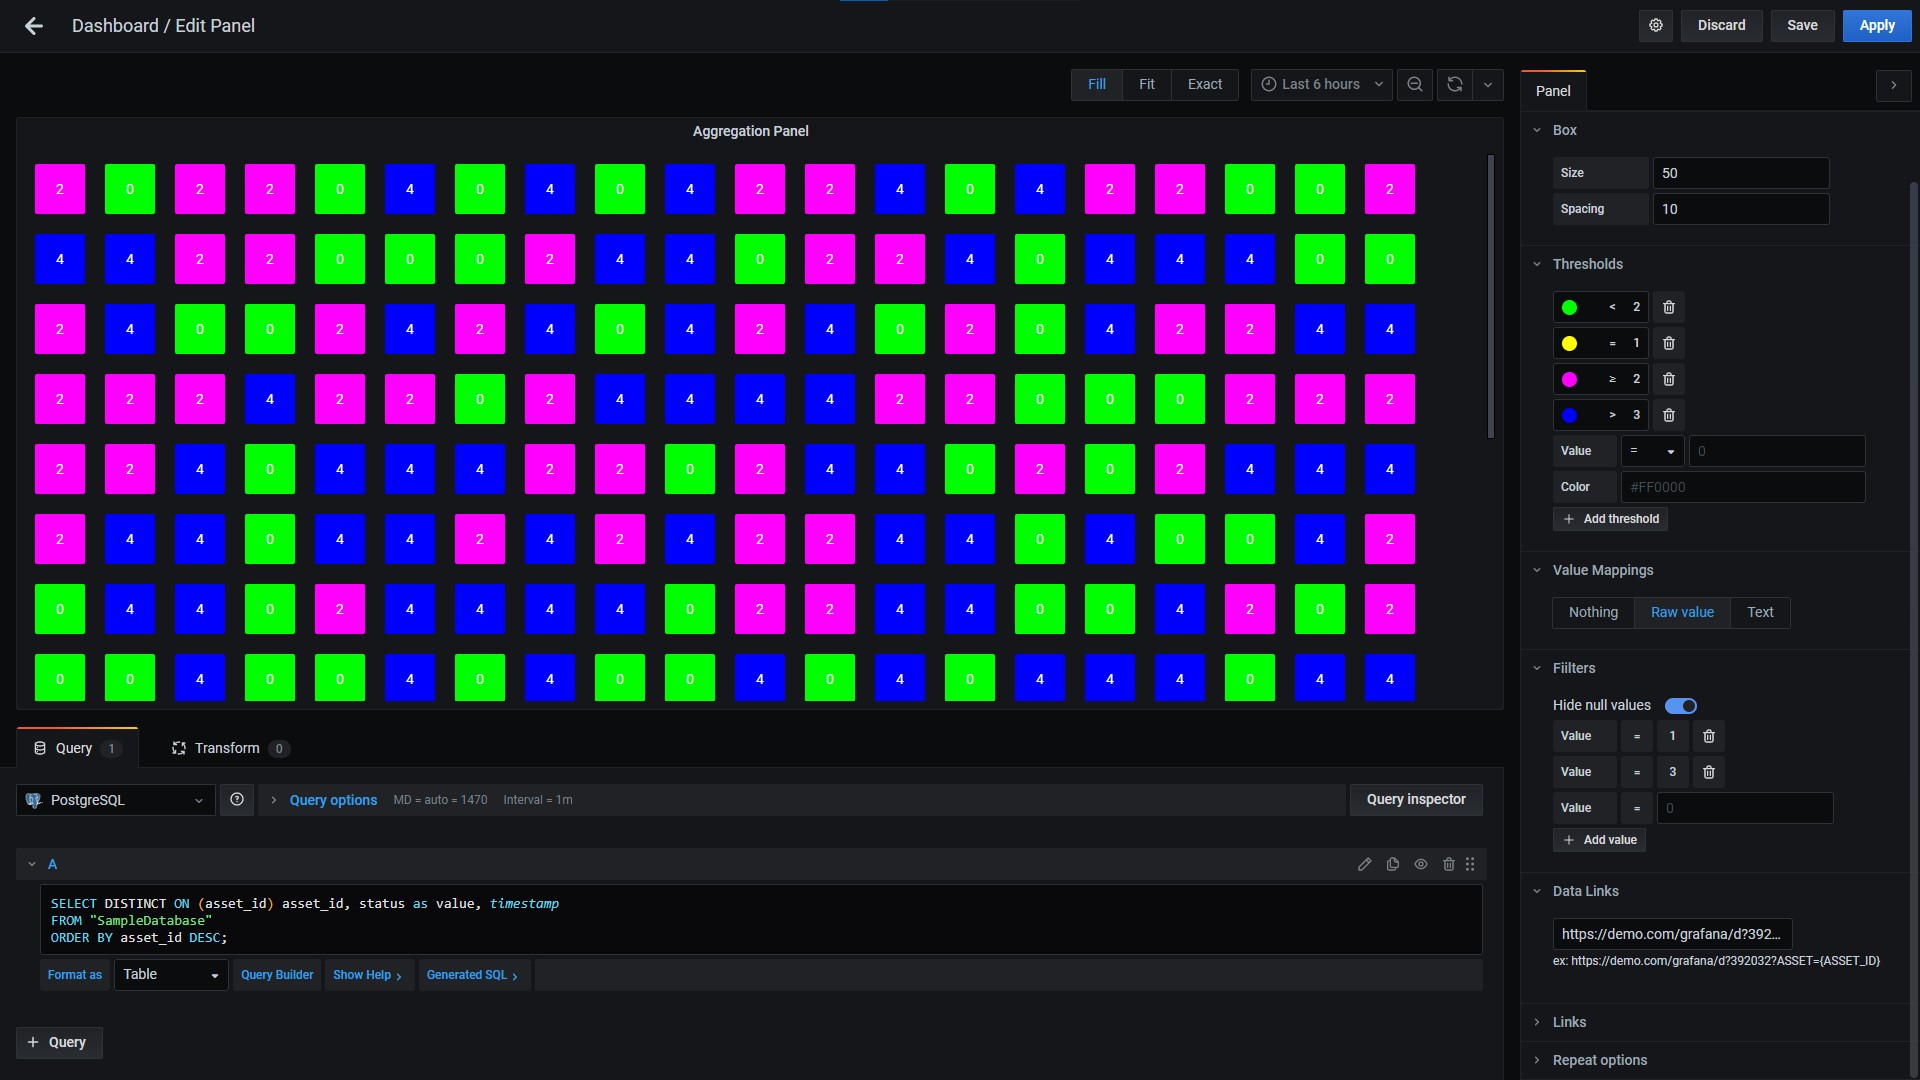 Dashboard / Edit Panel
Discard
Save
Apply
Fill
Fit
Exact
Last 6 hours
Panel
Aggregation Panel
2 0 2 2 0 4 0 4 0 4 2 2 4 0 4 2 2 0 0 2
4 4 2 2 0 0 0 2 4 4 0 2 2 4 0 4 4 4 0 0
2 4 0 0 2 4 2 4 0 4 2 4 0 2 0 4 2 2 4 4
2 2 2 4 2 2 0 2 4 4 4 4 2 2 0 0 0 2 2 2
2 2 4 0 4 4 4 2 2 0 2 4 4 0 2 0 2 4 4 4
2 4 4 0 4 4 2 4 2 4 2 2 4 4 0 4 0 0 4 2
0 4 4 0 2 4 4 4 4 0 2 2 4 4 0 0 4 2 0 2
0 0 4 0 0 4 0 4 0 0 4 0 4 0 4 4 4 0 4 4
Query 1
Transform 0
PostgreSQL
Query options
MD = auto = 1470
Interval = 1m
Query inspector
A
SELECT DISTINCT ON (asset_id) asset_id, status as value, timestamp
FROM "SampleDatabase"
ORDER BY asset_id DESC;
Format as
Table
Query Builder
Show Help
Generated SQL
+ Query
Box
Size 50
Spacing 10
Thresholds
< 2
= 1
≥ 2
> 3
Value = 0
Color #FF0000
+ Add threshold
Value Mappings
Nothing
Raw value
Text
Fiilters
Hide null values
Value = 1
Value = 3
Value = 0
+ Add value
Data Links
https://demo.com/grafana/d?392...
ex: https://demo.com/grafana/d?392032?ASSET={ASSET_ID}
Links
Repeat options